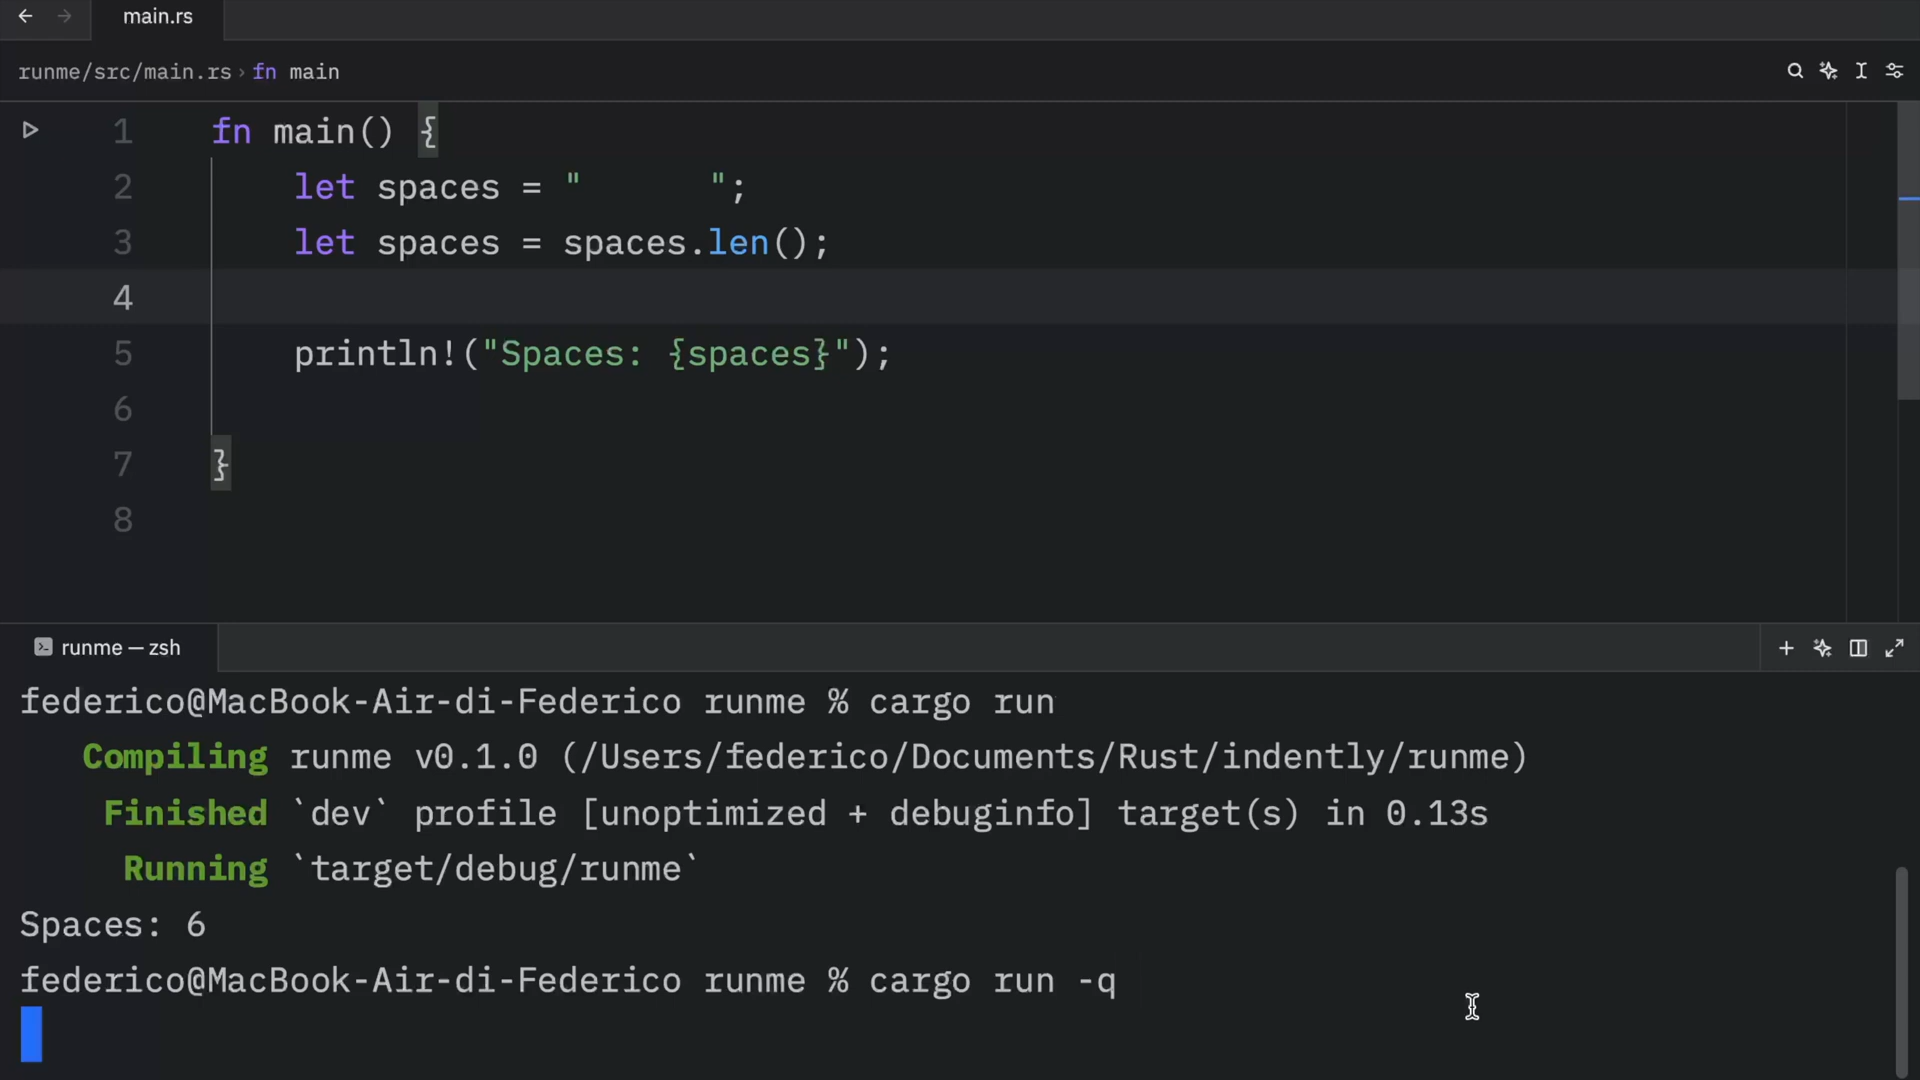 main.rs
runme/src/main.rs › fn main
1 fn main() {
2     let spaces = "      ";
3     let spaces = spaces.len();
4
5     println!("Spaces: {spaces}");
6
7 }
8
runme — zsh
federico@MacBook-Air-di-Federico runme % cargo run
   Compiling runme v0.1.0 (/Users/federico/Documents/Rust/indently/runme)
    Finished `dev` profile [unoptimized + debuginfo] target(s) in 0.13s
     Running `target/debug/runme`
Spaces: 6
federico@MacBook-Air-di-Federico runme % cargo run -q